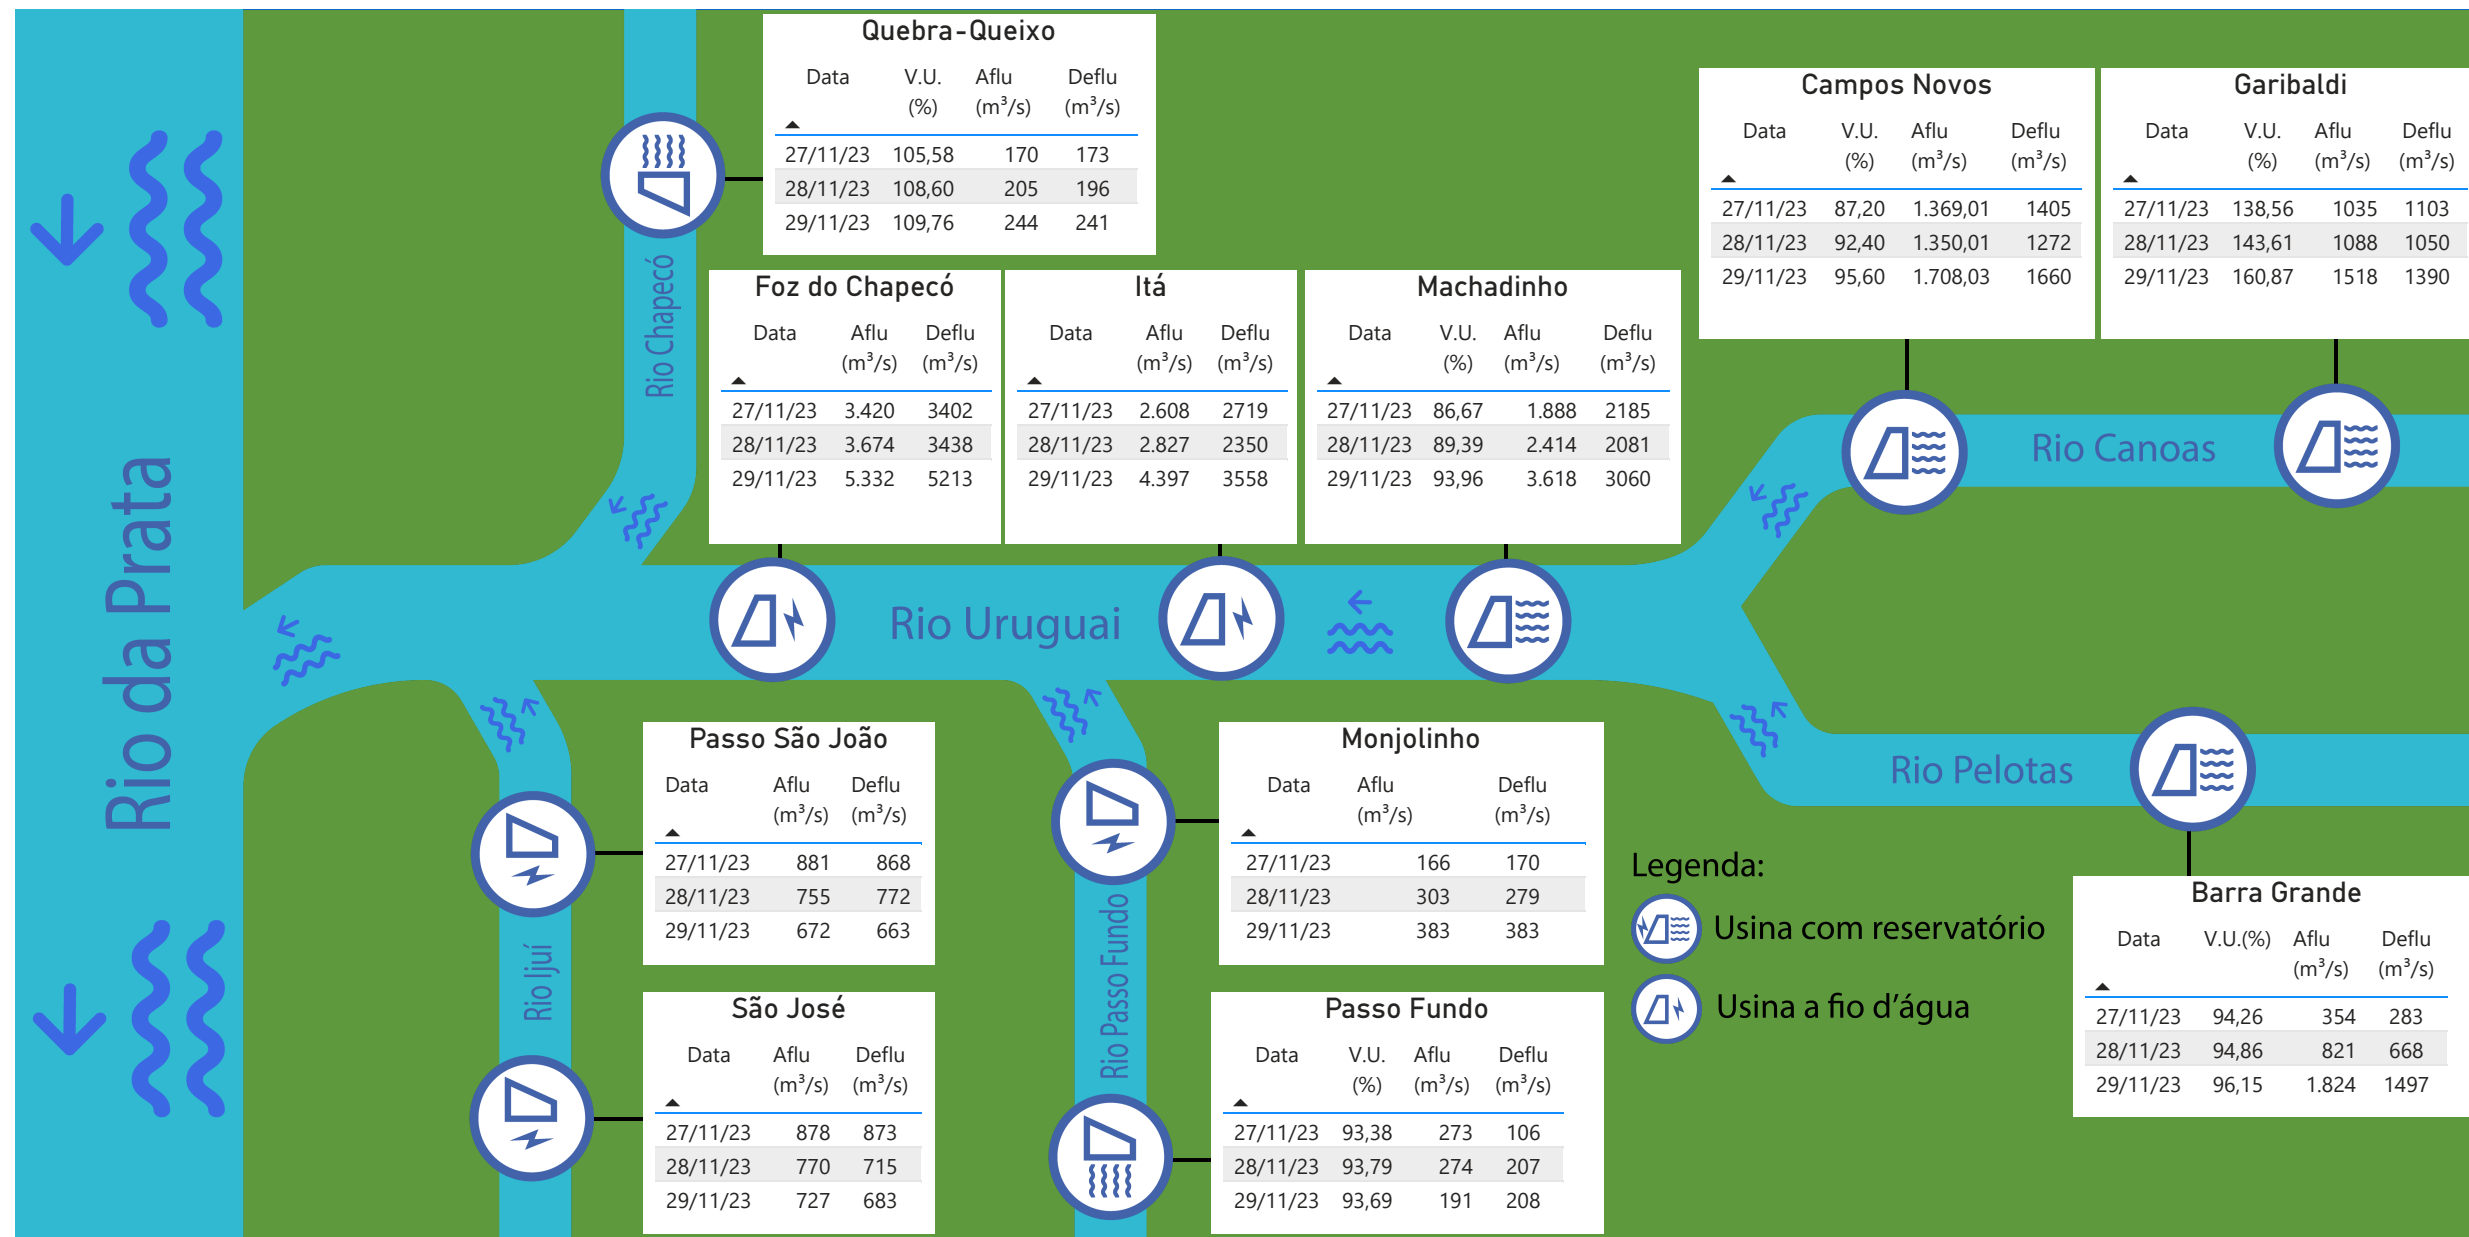 Quebra-Queixo
Data V.U. (%) Aflu (m³/s) Deflu (m³/s)
27/11/23 105,58 170 173
28/11/23 108,60 205 196
29/11/23 109,76 244 241
Campos Novos
Data V.U. (%) Aflu (m³/s) Deflu (m³/s)
27/11/23 87,20 1.369,01 1405
28/11/23 92,40 1.350,01 1272
29/11/23 95,60 1.708,03 1660
Garibaldi
Data V.U. (%) Aflu (m³/s) Deflu (m³/s)
27/11/23 138,56 1035 1103
28/11/23 143,61 1088 1050
29/11/23 160,87 1518 1390
Rio Chapecó
Foz do Chapecó
Data Aflu (m³/s) Deflu (m³/s)
27/11/23 3.420 3402
28/11/23 3.674 3438
29/11/23 5.332 5213
Itá
Data Aflu (m³/s) Deflu (m³/s)
27/11/23 2.608 2719
28/11/23 2.827 2350
29/11/23 4.397 3558
Machadinho
Data V.U. (%) Aflu (m³/s) Deflu (m³/s)
27/11/23 86,67 1.888 2185
28/11/23 89,39 2.414 2081
29/11/23 93,96 3.618 3060
Rio Canoas
Rio da Prata
Rio Uruguai
Rio Pelotas
Passo São João
Data Aflu (m³/s) Deflu (m³/s)
27/11/23 881 868
28/11/23 755 772
29/11/23 672 663
Monjolinho
Data Aflu (m³/s) Deflu (m³/s)
27/11/23 166 170
28/11/23 303 279
29/11/23 383 383
Legenda:
Usina com reservatório
Usina a fio d'água
Barra Grande
Data V.U.(%) Aflu (m³/s) Deflu (m³/s)
27/11/23 94,26 354 283
28/11/23 94,86 821 668
29/11/23 96,15 1.824 1497
Rio Ijuí
Rio Passo Fundo
São José
Data Aflu (m³/s) Deflu (m³/s)
27/11/23 878 873
28/11/23 770 715
29/11/23 727 683
Passo Fundo
Data V.U. (%) Aflu (m³/s) Deflu (m³/s)
27/11/23 93,38 273 106
28/11/23 93,79 274 207
29/11/23 93,69 191 208